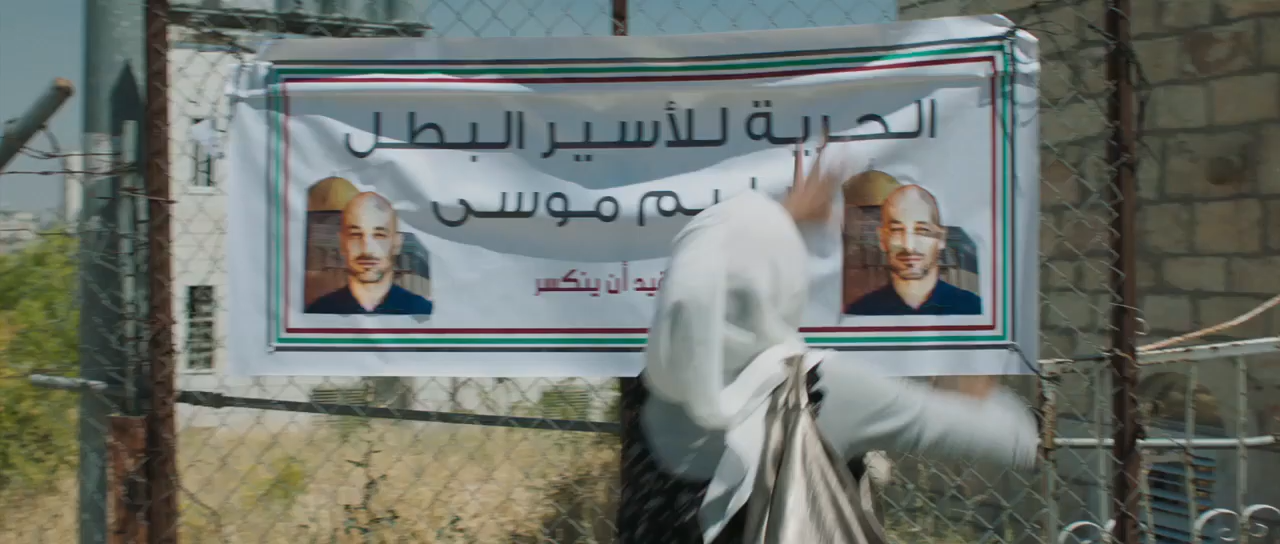 الحرية للأسير البطل
موسى
أن ينكسر